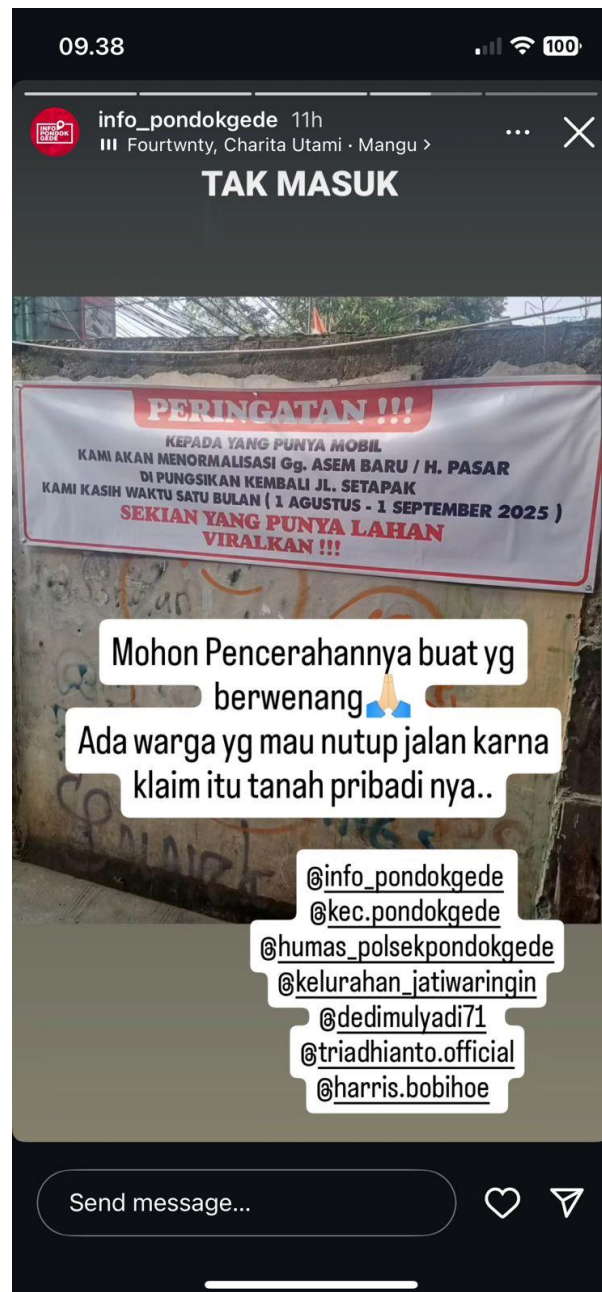 09.38
100
INFO PONDOK GEDE
info_pondokgede 11h
Fourtwnty, Charita Utami · Mangu >
TAK MASUK
PERINGATAN !!!
KEPADA YANG PUNYA MOBIL
KAMI AKAN MENORMALISASI Gg. ASEM BARU / H. PASAR
DI PUNGSIKAN KEMBALI JL. SETAPAK
KAMI KASIH WAKTU SATU BULAN ( 1 AGUSTUS - 1 SEPTEMBER 2025 )
SEKIAN YANG PUNYA LAHAN
VIRALKAN !!!
Mohon Pencerahannya buat yg
berwenang🙏🏻
Ada warga yg mau nutup jalan karna
klaim itu tanah pribadi nya..
@info_pondokgede
@kec.pondokgede
@humas_polsekpondokgede
@kelurahan_jatiwaringin
@dedimulyadi71
@triadhianto.official
@harris.bobihoe
Send message...